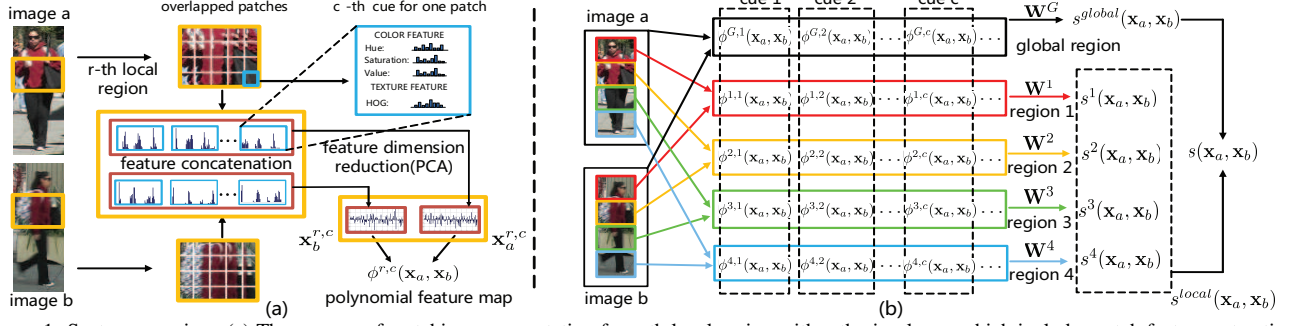 image a
r-th local
region
overlapped patches
c -th cue for one patch
COLOR FEATURE
Hue:
Saturation:
Value:
TEXTURE FEATURE
HOG:
...
feature concatenation
...
feature dimension
reduction(PCA)
x_b^{r,c}
x_a^{r,c}
ϕ^{r,c}(x_a, x_b)
polynomial feature map
image b
(a)
image a
image b
cue 1 cue 2 cue c
ϕ^{G,1}(x_a, x_b) ϕ^{G,2}(x_a, x_b) ··· ϕ^{G,c}(x_a, x_b) ···
W^G
global region
s^{global}(x_a, x_b)
ϕ^{1,1}(x_a, x_b) ϕ^{1,2}(x_a, x_b) ··· ϕ^{1,c}(x_a, x_b) ···
W^1
region 1
s^1(x_a, x_b)
ϕ^{2,1}(x_a, x_b) ϕ^{2,2}(x_a, x_b) ··· ϕ^{2,c}(x_a, x_b) ···
W^2
region 2
s^2(x_a, x_b)
ϕ^{3,1}(x_a, x_b) ϕ^{3,2}(x_a, x_b) ··· ϕ^{3,c}(x_a, x_b) ···
W^3
region 3
s^3(x_a, x_b)
ϕ^{4,1}(x_a, x_b) ϕ^{4,2}(x_a, x_b) ··· ϕ^{4,c}(x_a, x_b) ···
W^4
region 4
s^4(x_a, x_b)
s(x_a, x_b)
s^{local}(x_a, x_b)
(b)